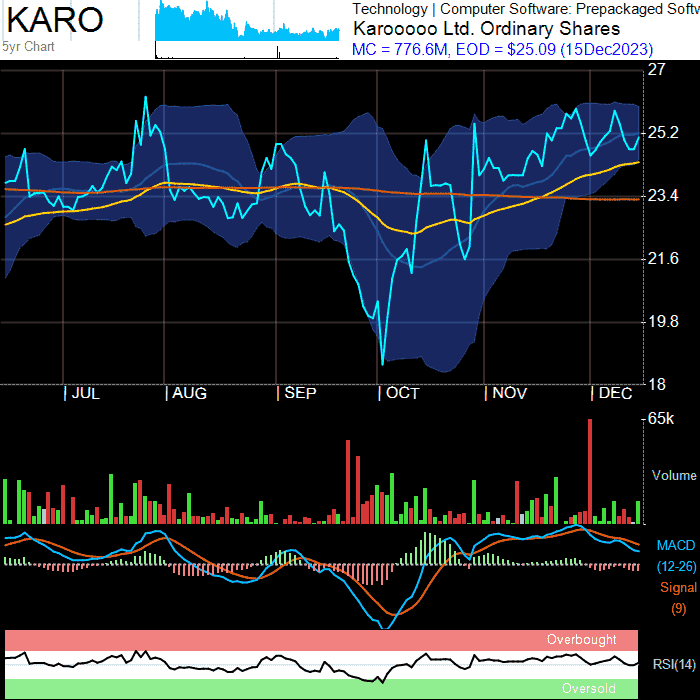 KARO
5yr Chart
Technology | Computer Software: Prepackaged Softw
Karooooo Ltd. Ordinary Shares
MC = 776.6M, EOD = $25.09 (15Dec2023)
27
25.2
23.4
21.6
19.8
18
| JUL | AUG | SEP | OCT | NOV | DEC
65k
Volume
MACD
(12-26)
Signal
(9)
Overbought
RSI(14)
Oversold